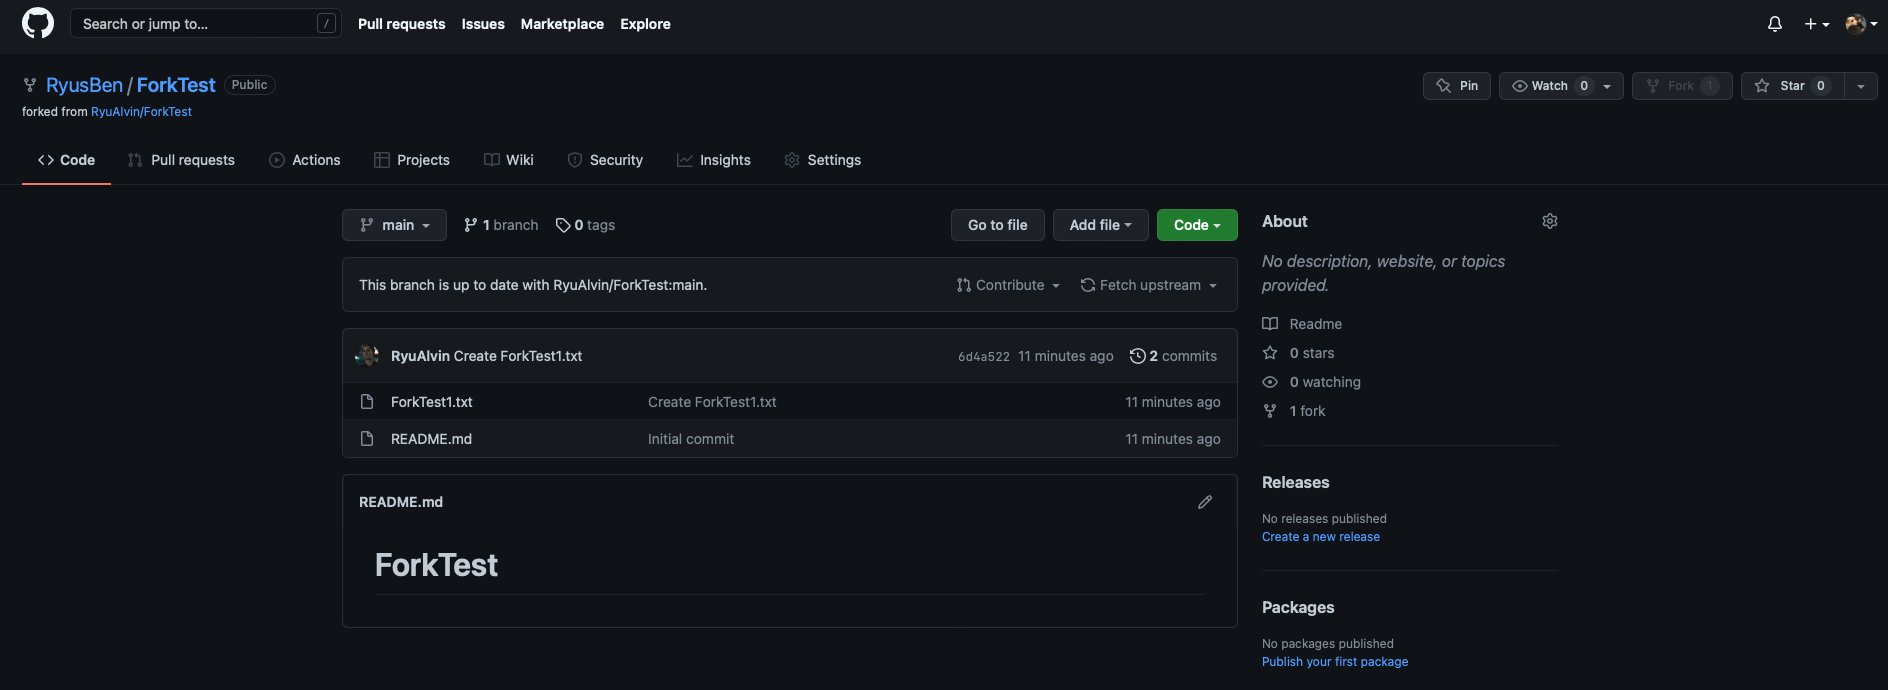 Search or jump to... /
Pull requests Issues Marketplace Explore
RyusBen / ForkTest Public
forked from RyuAlvin/ForkTest
Pin Watch 0 Fork 1 Star 0
Code Pull requests Actions Projects Wiki Security Insights Settings
main 1 branch 0 tags Go to file Add file Code
This branch is up to date with RyuAlvin/ForkTest:main. Contribute Fetch upstream
RyuAlvin Create ForkTest1.txt 6d4a522 11 minutes ago 2 commits
ForkTest1.txt Create ForkTest1.txt 11 minutes ago
README.md Initial commit 11 minutes ago
README.md
ForkTest
About
No description, website, or topics
provided.
Readme
0 stars
0 watching
1 fork
Releases
No releases published
Create a new release
Packages
No packages published
Publish your first package